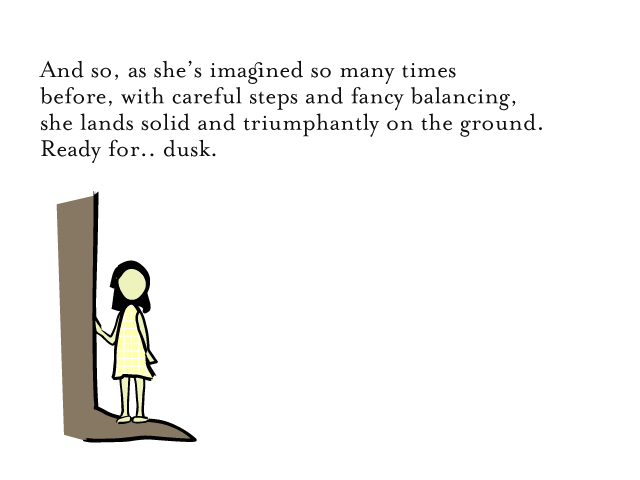 And so, as she's imagined so many times
before, with careful steps and fancy balancing,
she lands solid and triumphantly on the ground.
Ready for.. dusk.